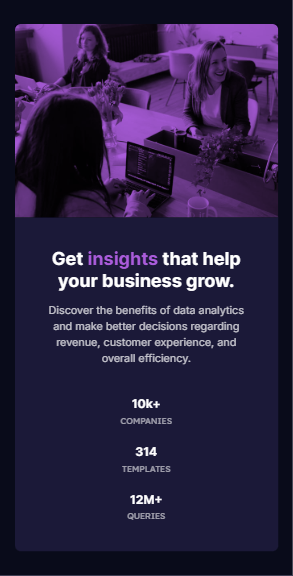 Get insights that help
your business grow.
Discover the benefits of data analytics
and make better decisions regarding
revenue, customer experience, and
overall efficiency.
10k+
COMPANIES
314
TEMPLATES
12M+
QUERIES